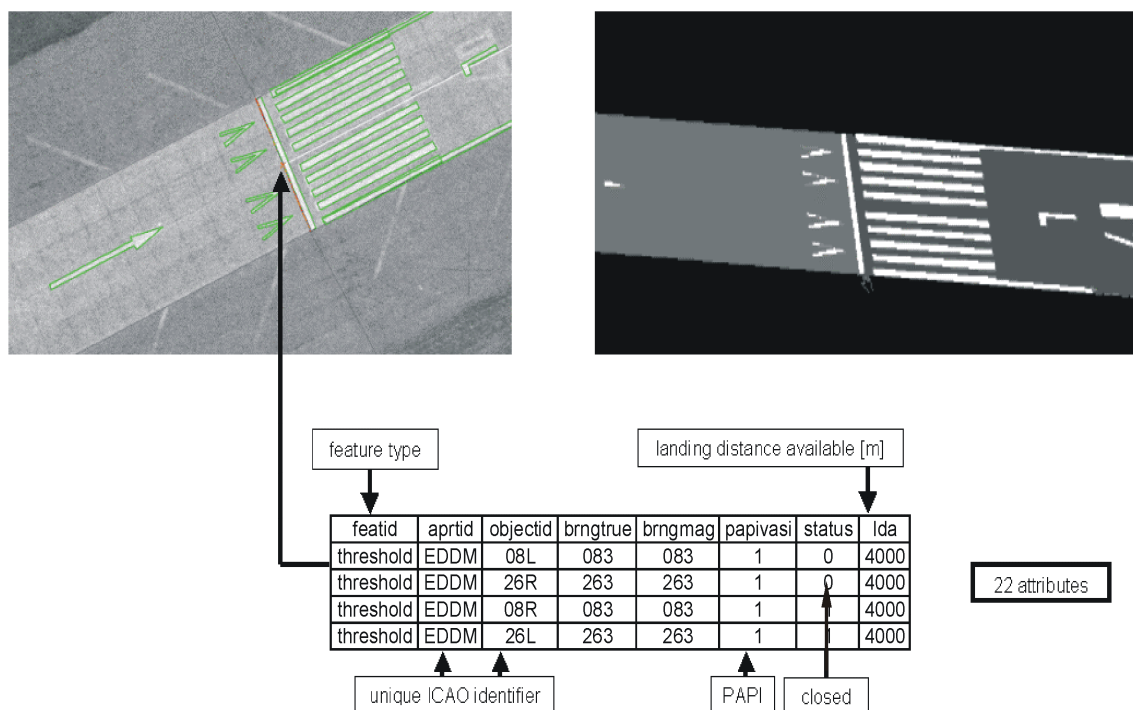 feature type
landing distance available [m]
featid aprtid objectid brngtrue brngmag papivasi status lda
threshold EDDM 08L 083 083 1 0 4000
threshold EDDM 26R 263 263 1 0 4000
threshold EDDM 08R 083 083 1 1 4000
threshold EDDM 26L 263 263 1 1 4000
22 attributes
unique ICAO identifier
PAPI
closed